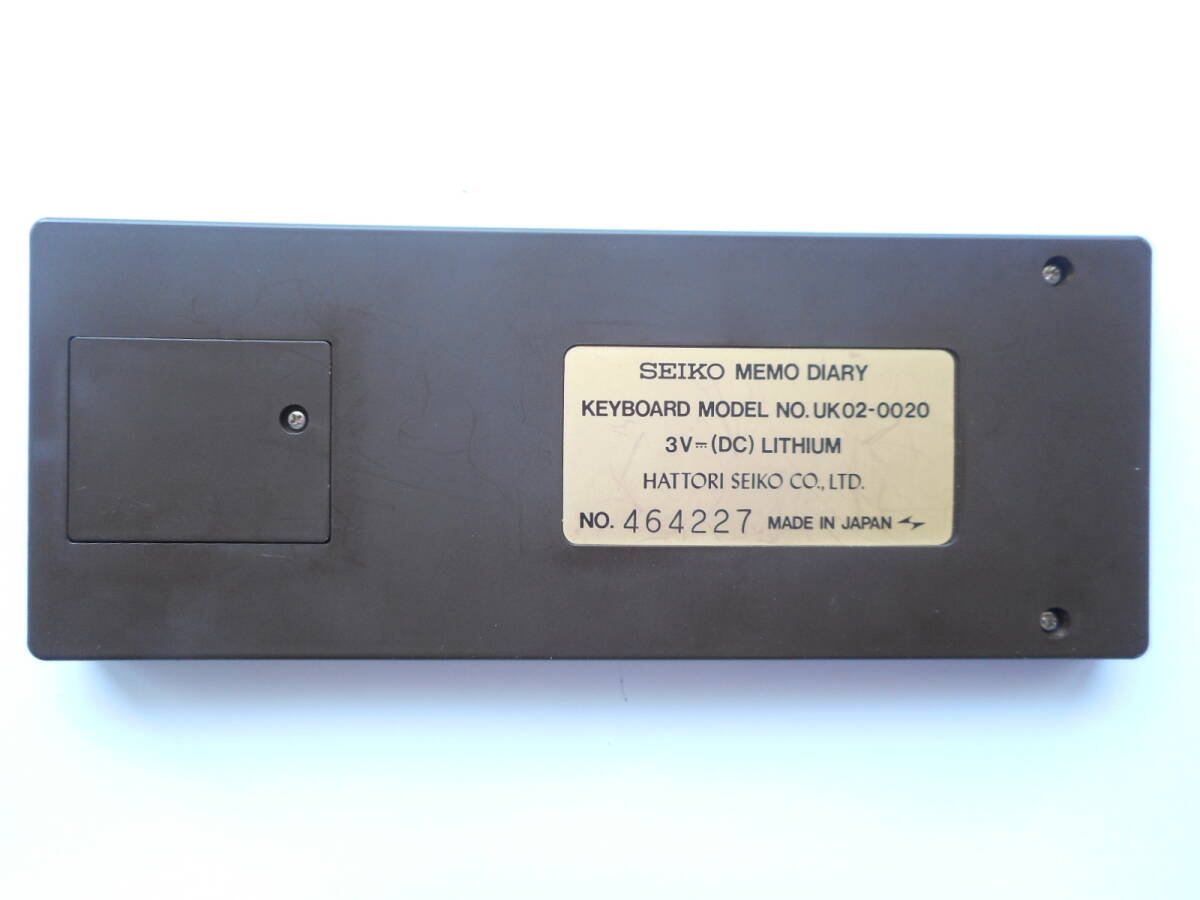 SEIKO MEMO DIARY
KEYBOARD MODEL NO. UK02-0020
3V⎓(DC) LITHIUM
HATTORI SEIKO CO., LTD.
NO. 464227 MADE IN JAPAN